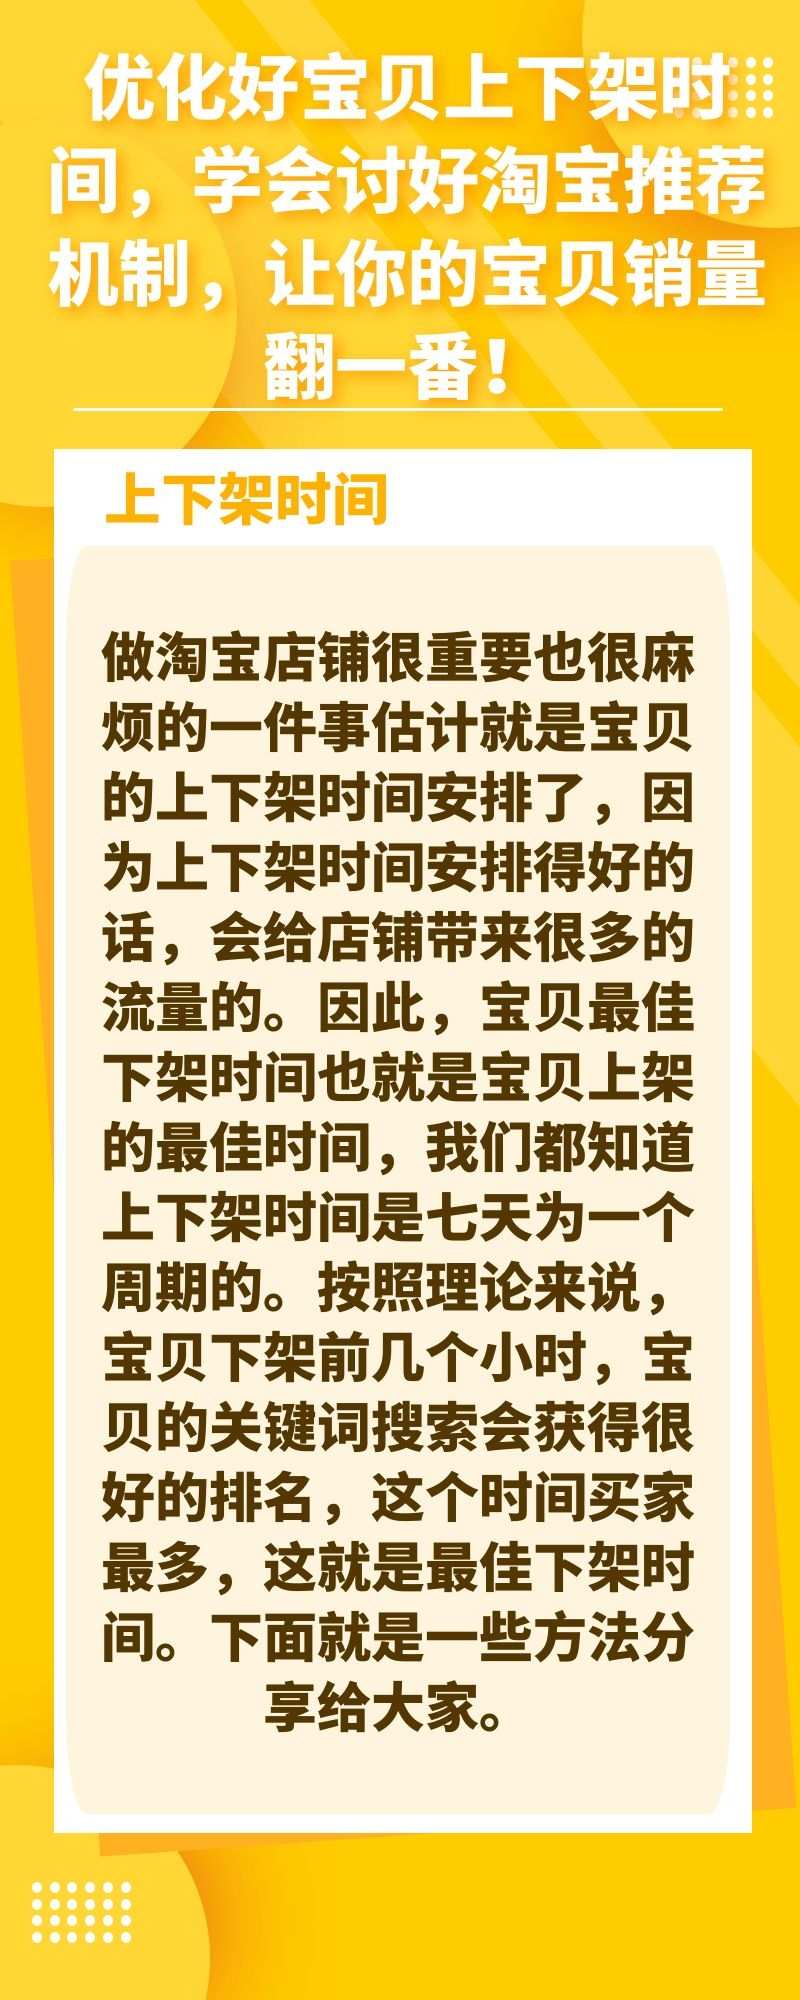 优化好宝贝上下架时
间，学会讨好淘宝推荐
机制，让你的宝贝销量
翻一番！
上下架时间
做淘宝店铺很重要也很麻
烦的一件事估计就是宝贝
的上下架时间安排了，因
为上下架时间安排得好的
话，会给店铺带来很多的
流量的。因此，宝贝最佳
下架时间也就是宝贝上架
的最佳时间，我们都知道
上下架时间是七天为一个
周期的。按照理论来说，
宝贝下架前几个小时，宝
贝的关键词搜索会获得很
好的排名，这个时间买家
最多，这就是最佳下架时
间。下面就是一些方法分
享给大家。